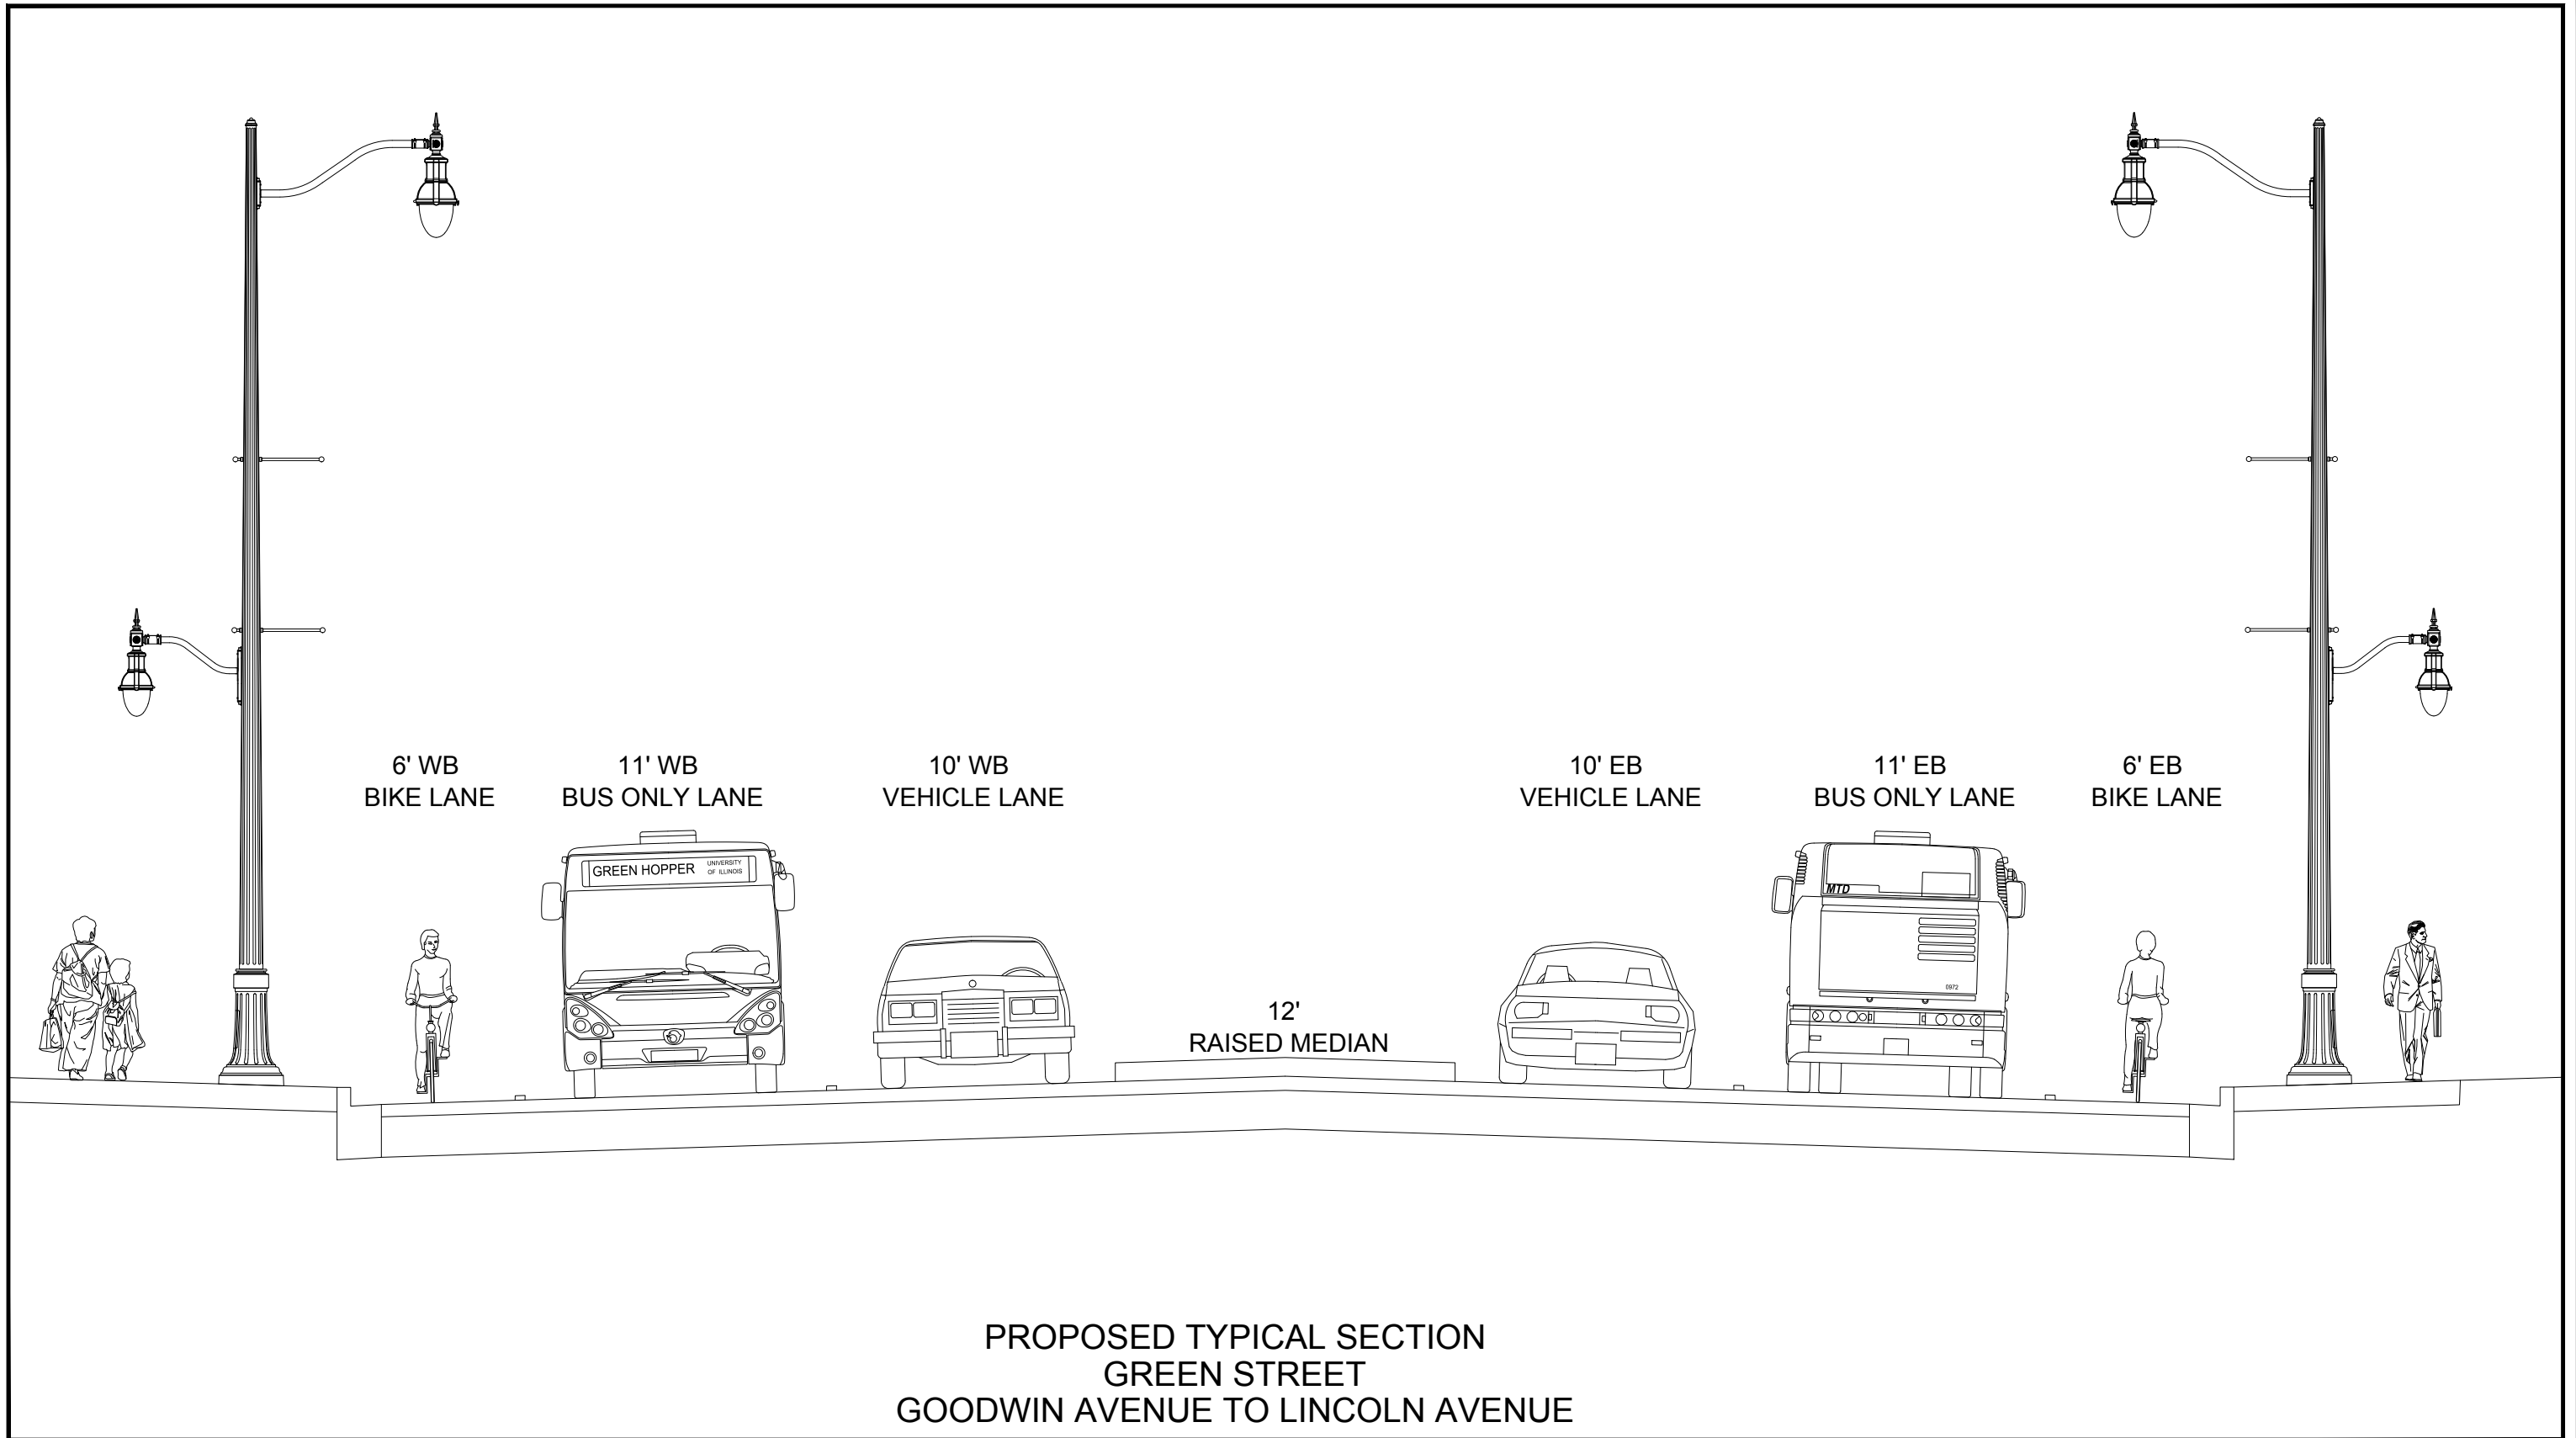 6' WB
BIKE LANE
11' WB
BUS ONLY LANE
10' WB
VEHICLE LANE
10' EB
VEHICLE LANE
11' EB
BUS ONLY LANE
6' EB
BIKE LANE
GREEN HOPPER
UNIVERSITY
OF ILLINOIS
MTD
0972
12'
RAISED MEDIAN
PROPOSED TYPICAL SECTION
GREEN STREET
GOODWIN AVENUE TO LINCOLN AVENUE